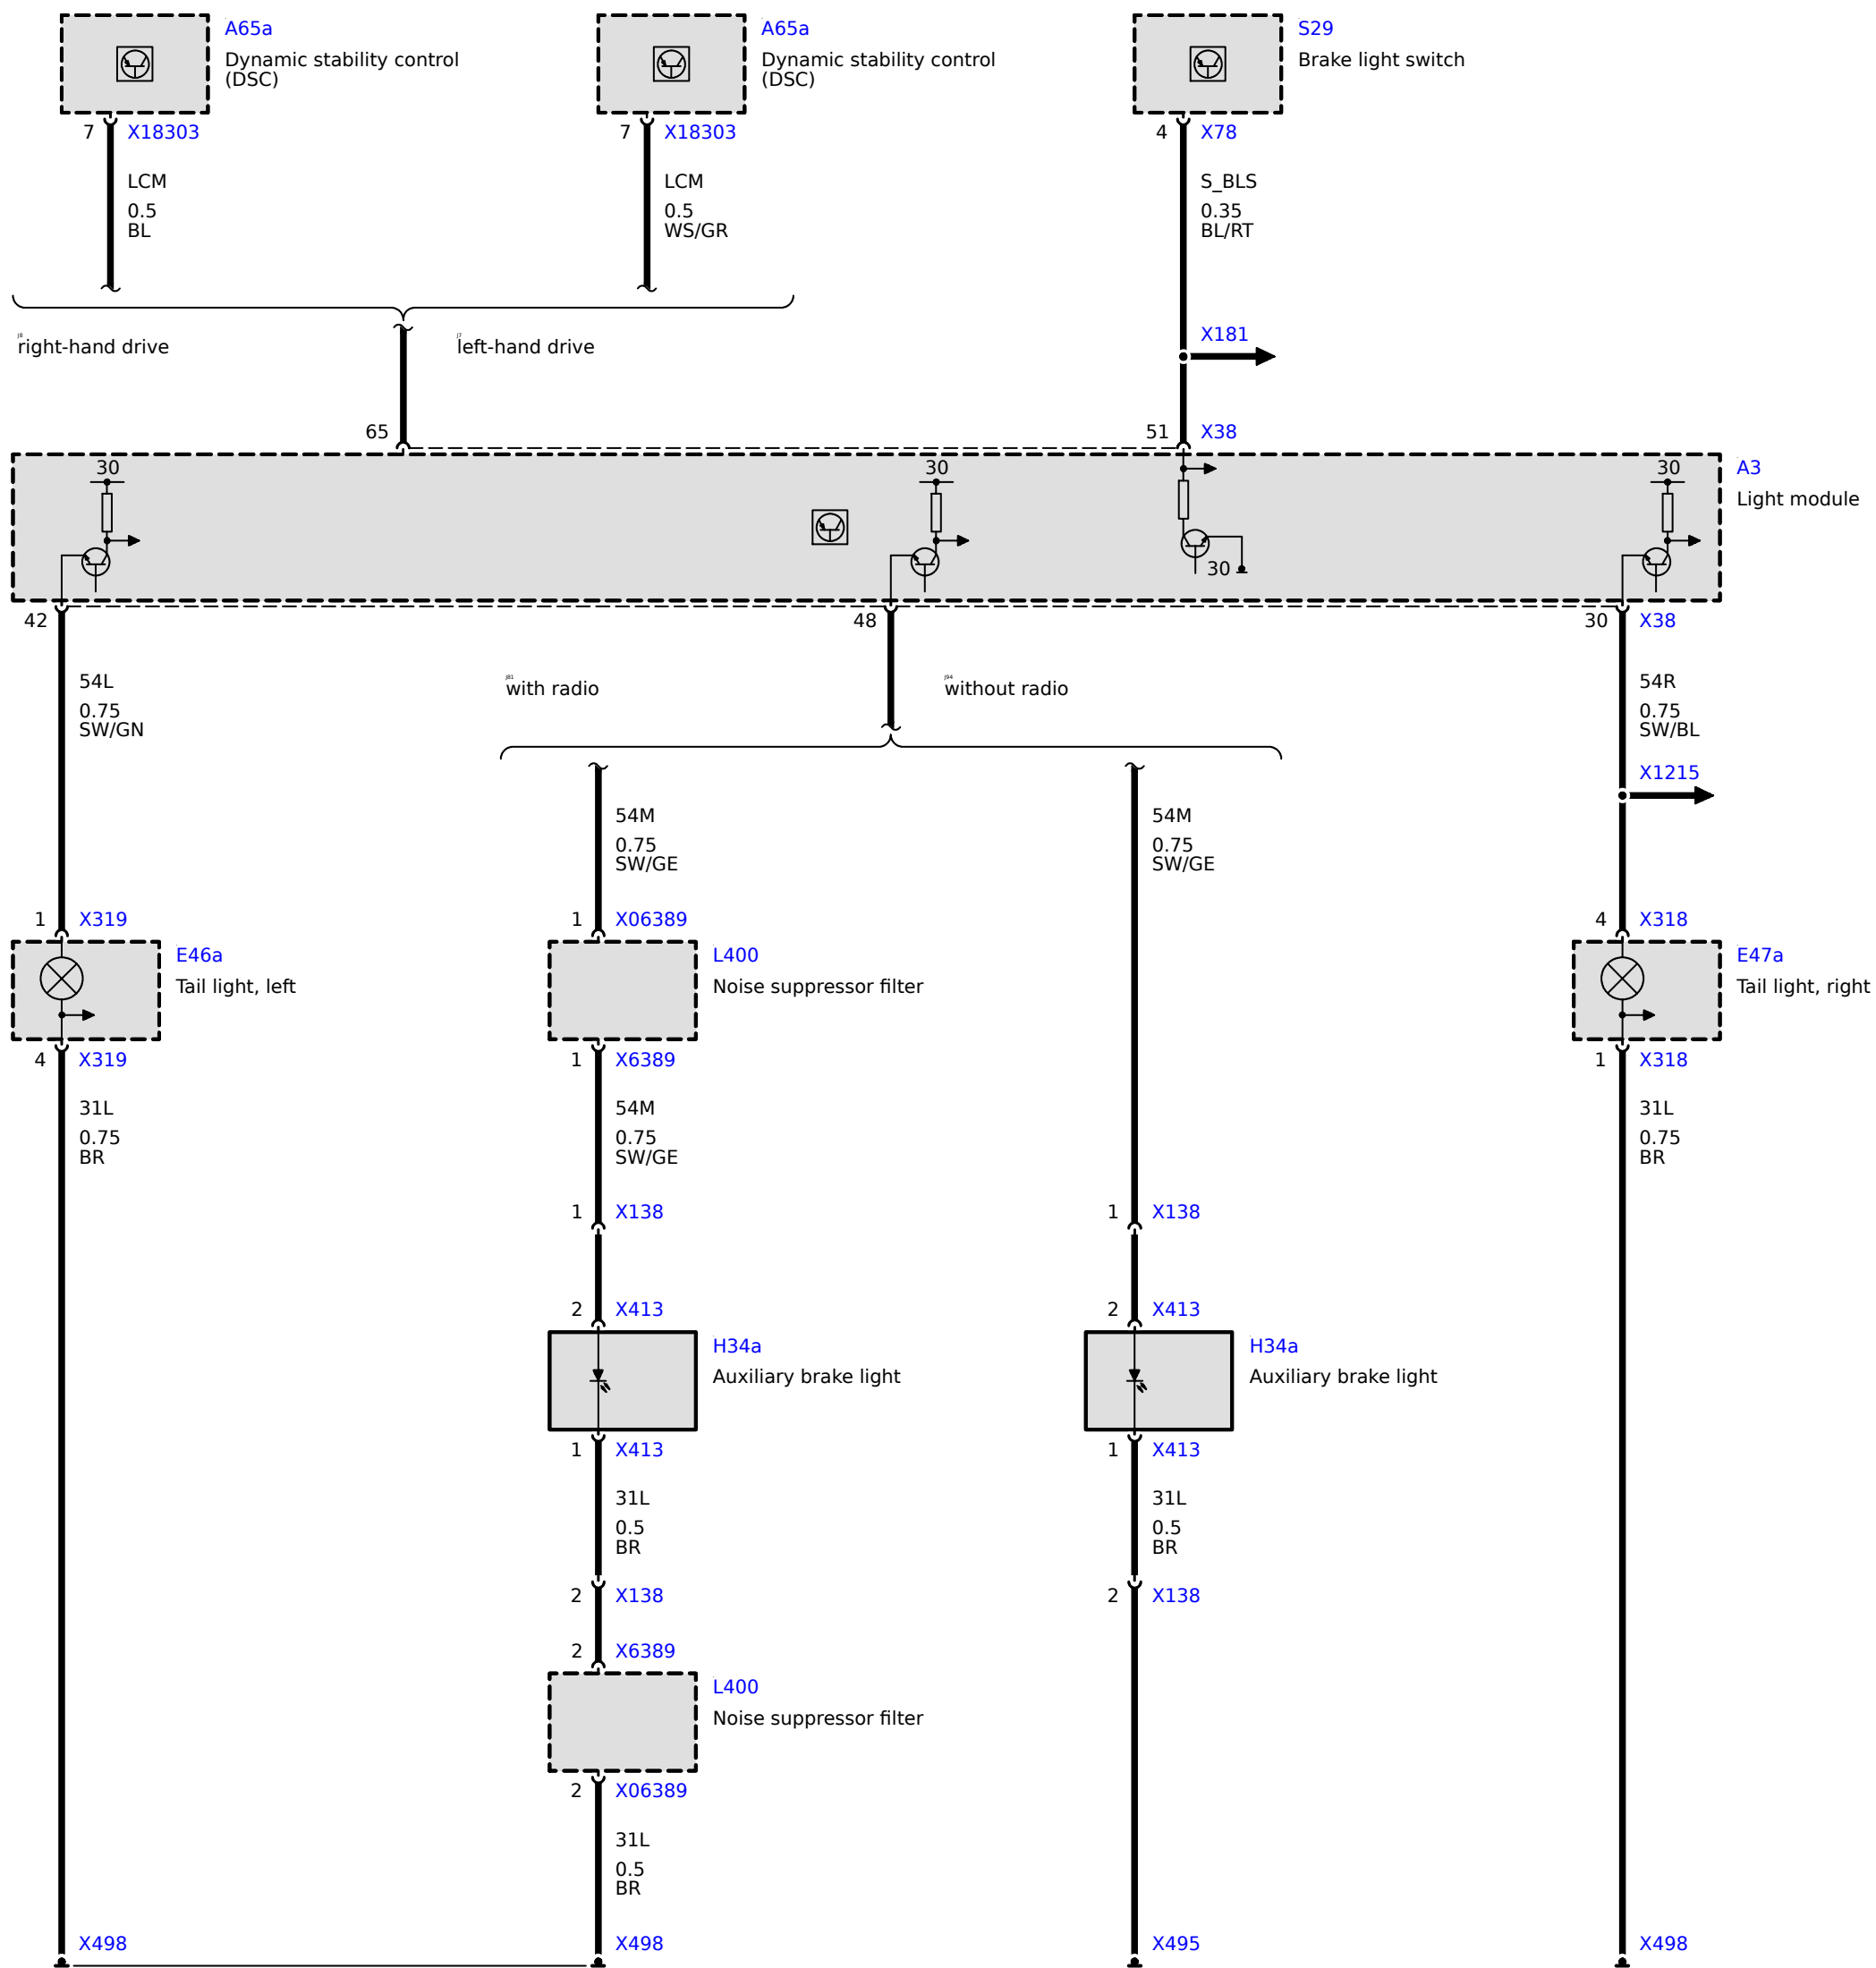 A65a
Dynamic stability control
(DSC)
A65a
Dynamic stability control
(DSC)
S29
Brake light switch
7 X18303
7 X18303
4 X78
LCM
0.5
BL
LCM
0.5
WS/GR
S_BLS
0.35
BL/RT
right-hand drive
left-hand drive
X181
65
51 X38
30
30
30
30
A3
Light module
42
48
30 X38
54L
0.75
SW/GN
with radio
without radio
54R
0.75
SW/BL
X1215
54M
0.75
SW/GE
54M
0.75
SW/GE
1 X319
1 X06389
4 X318
E46a
Tail light, left
L400
Noise suppressor filter
E47a
Tail light, right
4 X319
1 X6389
1 X318
31L
0.75
BR
54M
0.75
SW/GE
31L
0.75
BR
1 X138
1 X138
2 X413
2 X413
H34a
Auxiliary brake light
H34a
Auxiliary brake light
1 X413
1 X413
31L
0.5
BR
31L
0.5
BR
2 X138
2 X138
2 X6389
L400
Noise suppressor filter
2 X06389
31L
0.5
BR
X498
X498
X495
X498